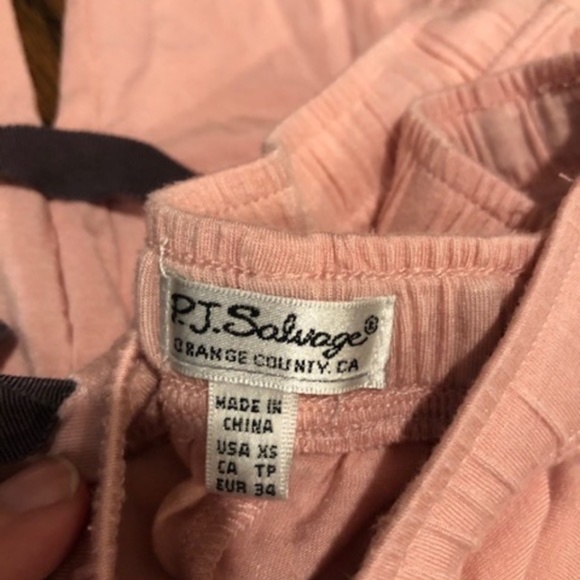 P.J. Salvage®
ORANGE COUNTY. CA
MADE IN
CHINA
USA XS
CA TP
EUR 34